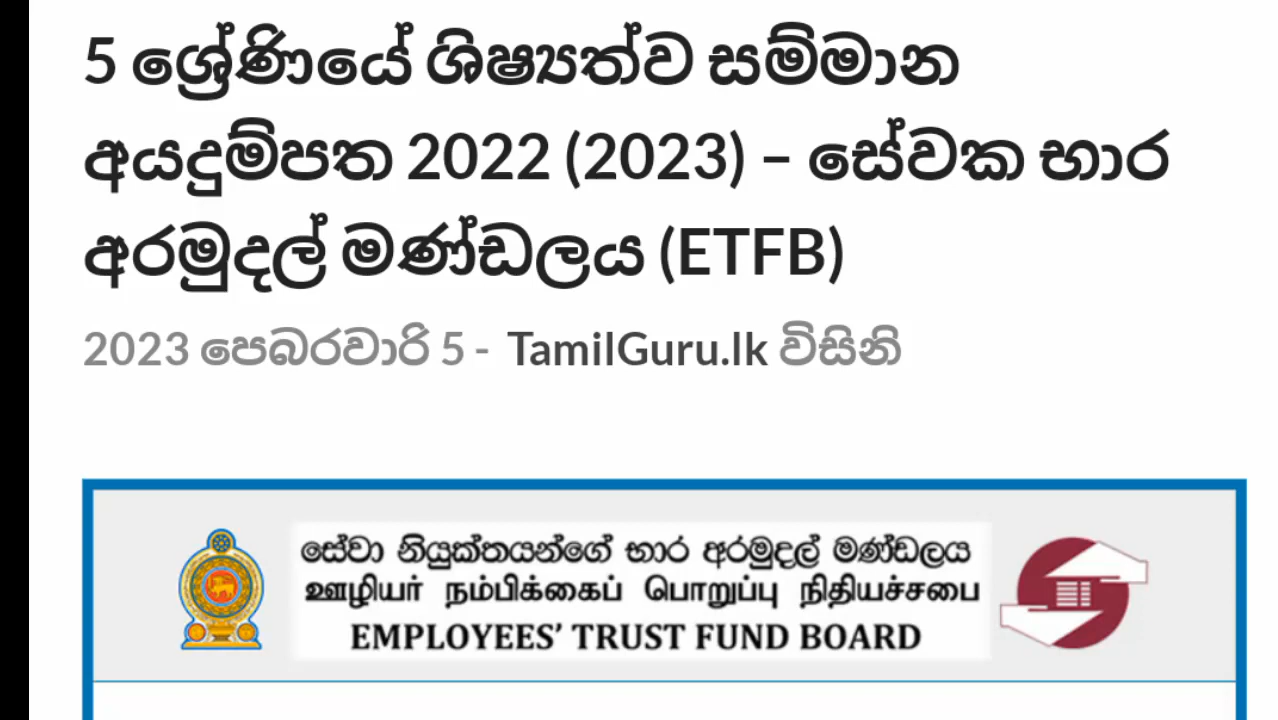 5 ශ්‍රේණියේ ශිෂ්‍යත්ව සම්මාන
අයදුම්පත 2022 (2023) – සේවක භාර
අරමුදල් මණ්ඩලය (ETFB)
2023 පෙබරවාරි 5 - TamilGuru.lk විසිනි
සේවා නියුක්තයන්ගේ භාර අරමුදල් මණ්ඩලය
ஊழியர் நம்பிக்கைப் பொறுப்பு நிதியச்சபை
EMPLOYEES’ TRUST FUND BOARD